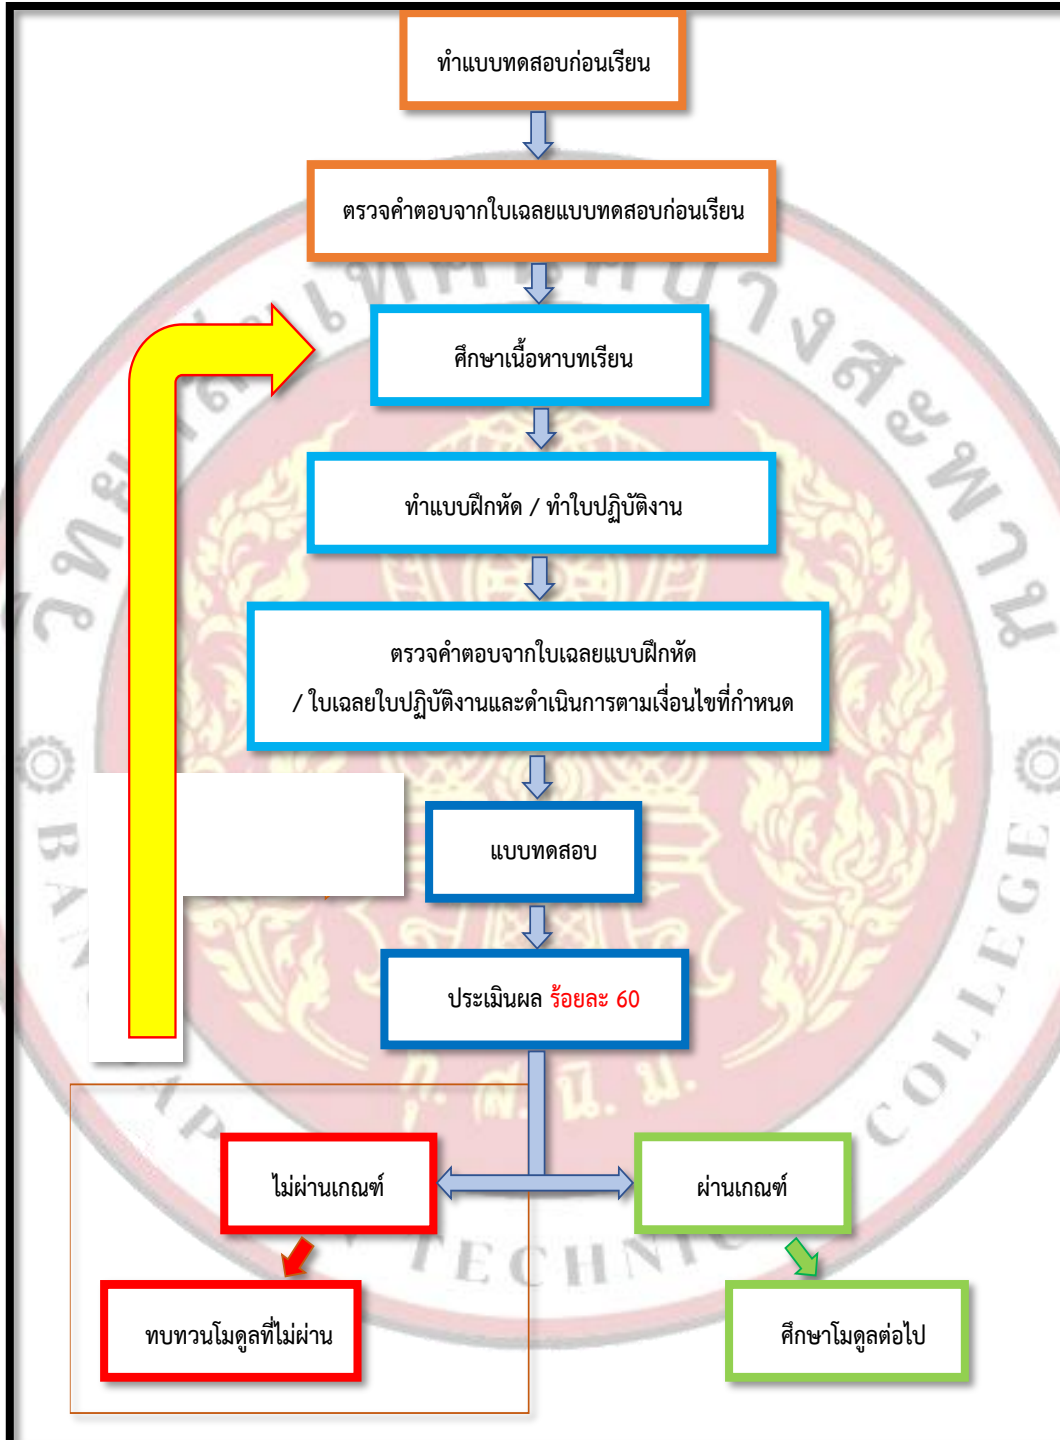 ทำแบบทดสอบก่อนเรียน
ตรวจคำตอบจากใบเฉลยแบบทดสอบก่อนเรียน
ศึกษาเนื้อหาบทเรียน
ทำแบบฝึกหัด / ทำใบปฏิบัติงาน
ตรวจคำตอบจากใบเฉลยแบบฝึกหัด
/ ใบเฉลยใบปฏิบัติงานและดำเนินการตามเงื่อนไขที่กำหนด
แบบทดสอบ
ประเมินผล ร้อยละ 60
ไม่ผ่านเกณฑ์
ผ่านเกณฑ์
ทบทวนโมดูลที่ไม่ผ่าน
ศึกษาโมดูลต่อไป
ก. ส. นิ. ม.
COLLEGE